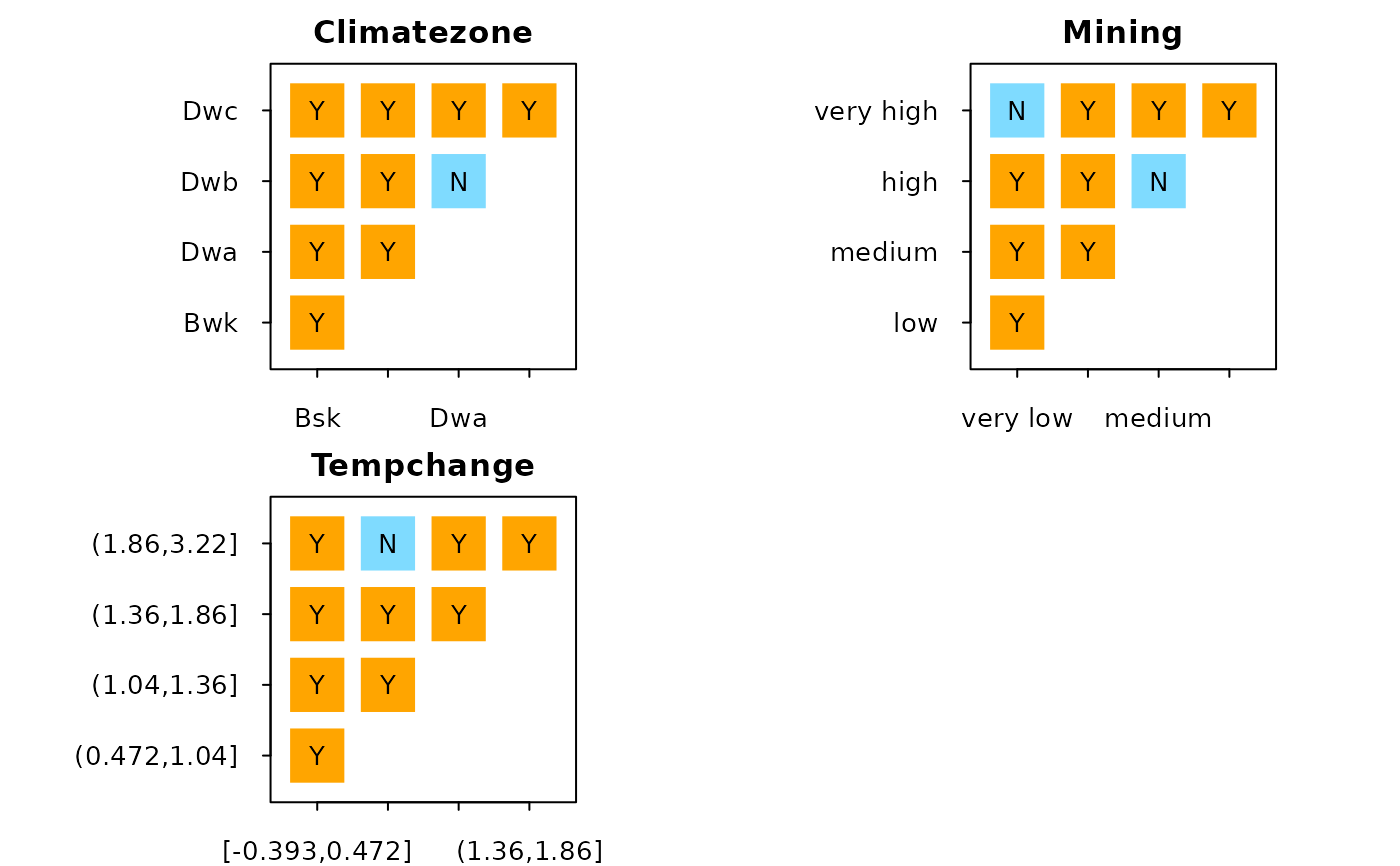 Climatezone
Dwc Y Y Y Y
Dwb Y Y N
Dwa Y Y
Bwk Y
Bsk Dwa
Mining
very high N Y Y Y
high Y Y N
medium Y Y
low Y
very low medium
Tempchange
(1.86,3.22] Y N Y Y
(1.36,1.86] Y Y Y
(1.04,1.36] Y Y
(0.472,1.04] Y
[-0.393,0.472] (1.36,1.86]